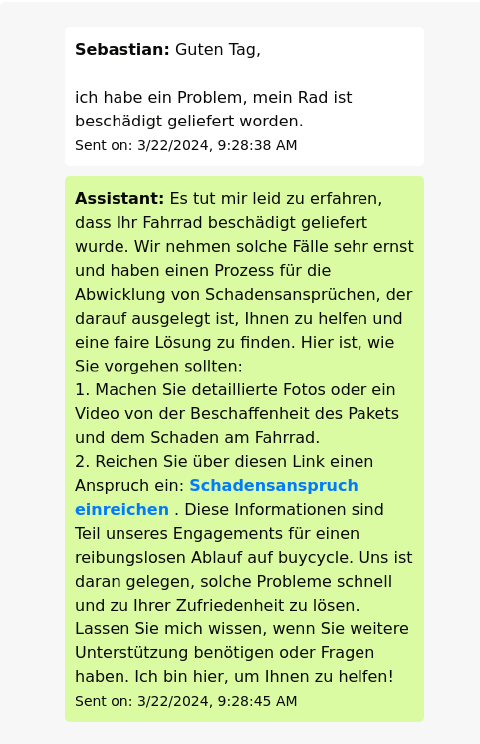 Sebastian: Guten Tag,
ich habe ein Problem, mein Rad ist
beschädigt geliefert worden.
Sent on: 3/22/2024, 9:28:38 AM
Assistant: Es tut mir leid zu erfahren,
dass Ihr Fahrrad beschädigt geliefert
wurde. Wir nehmen solche Fälle sehr ernst
und haben einen Prozess für die
Abwicklung von Schadensansprüchen, der
darauf ausgelegt ist, Ihnen zu helfen und
eine faire Lösung zu finden. Hier ist, wie
Sie vorgehen sollten:
1. Machen Sie detaillierte Fotos oder ein
Video von der Beschaffenheit des Pakets
und dem Schaden am Fahrrad.
2. Reichen Sie über diesen Link einen
Anspruch ein: Schadensanspruch
einreichen . Diese Informationen sind
Teil unseres Engagements für einen
reibungslosen Ablauf auf buycycle. Uns ist
daran gelegen, solche Probleme schnell
und zu Ihrer Zufriedenheit zu lösen.
Lassen Sie mich wissen, wenn Sie weitere
Unterstützung benötigen oder Fragen
haben. Ich bin hier, um Ihnen zu helfen!
Sent on: 3/22/2024, 9:28:45 AM